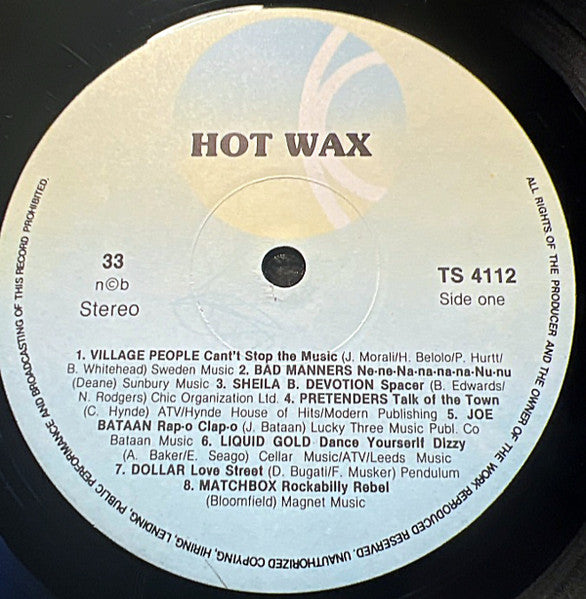 HOT WAX
33
n©b
Stereo
TS 4112
Side one
1. VILLAGE PEOPLE Cant't Stop the Music (J. Morali/H. Belolo/P. Hurtt/
B. Whitehead) Sweden Music 2. BAD MANNERS Ne-ne-Na-na-na-na-Nu-nu
(Deane) Sunbury Music 3. SHEILA B. DEVOTION Spacer (B. Edwards/
N. Rodgers) Chic Organization Ltd. 4. PRETENDERS Talk of the Town
(C. Hynde) ATV/Hynde House of Hits/Modern Publishing 5. JOE
BATAAN Rap-o Clap-o (J. Bataan) Lucky Three Music Publ. Co
Bataan Music 6. LIQUID GOLD Dance Yourserlf Dizzy
(A. Baker/E. Seago) Cellar Music/ATV/Leeds Music
7. DOLLAR Love Street (D. Bugati/F. Musker) Pendulum
8. MATCHBOX Rockabilly Rebel
(Bloomfield) Magnet Music
ALL RIGHTS OF THE PRODUCER AND THE OWNER OF THE WORK REPRODUCED RESERVED. UNAUTHORIZED COPYING, HIRING, LENDING, PUBLIC PERFORMANCE AND BROADCASTING OF THIS RECORD PROHIBITED.